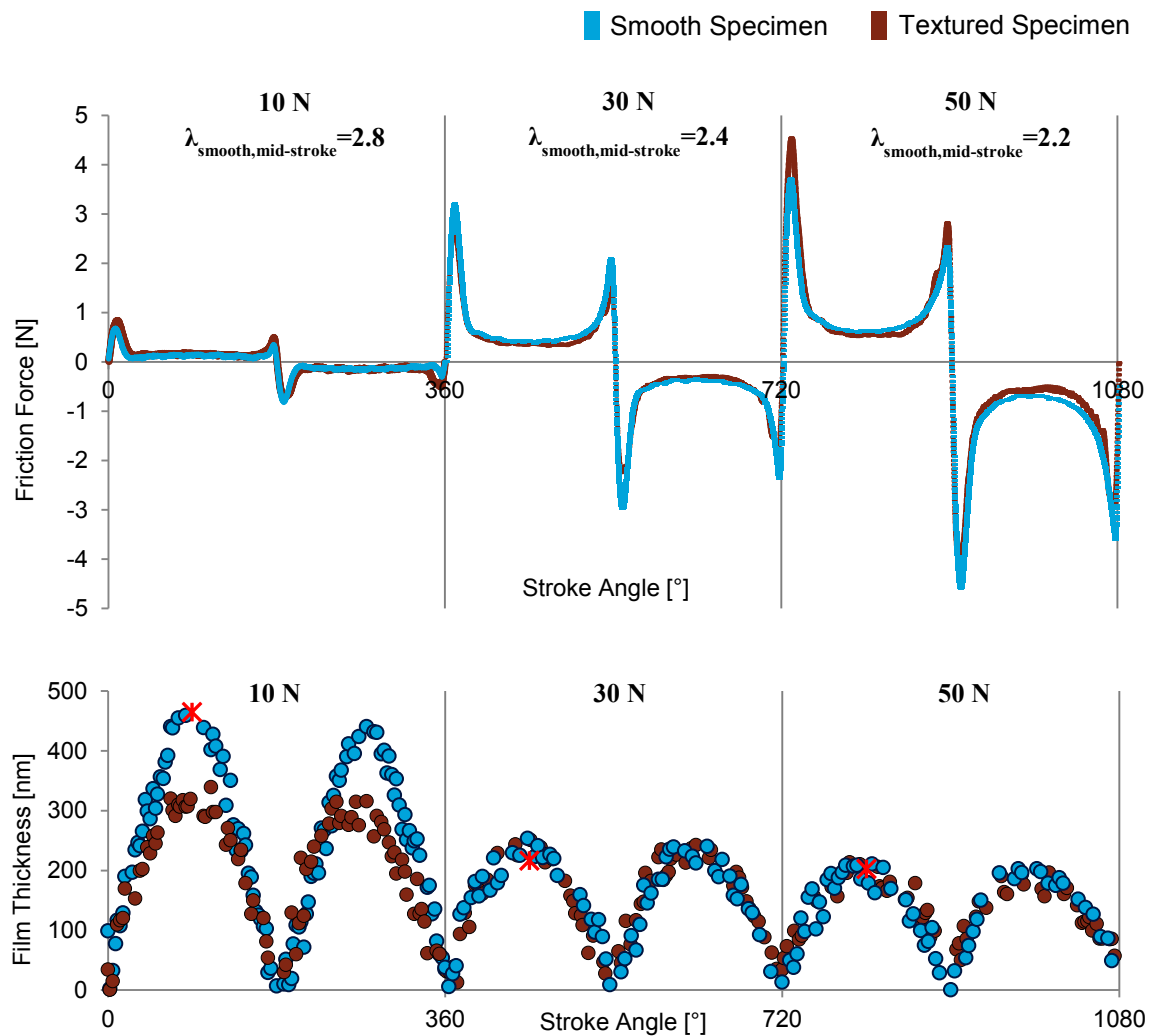 Smooth Specimen Textured Specimen
10 N 30 N 50 N
λsmooth,mid-stroke=2.8 λsmooth,mid-stroke=2.4 λsmooth,mid-stroke=2.2
Friction Force [N]
5
4
3
2
1
0
-1
-2
-3
-4
-5
0 360 720 1080
Stroke Angle [°]
10 N 30 N 50 N
Film Thickness [nm]
500
400
300
200
100
0
0 360 720 1080
Stroke Angle [°]